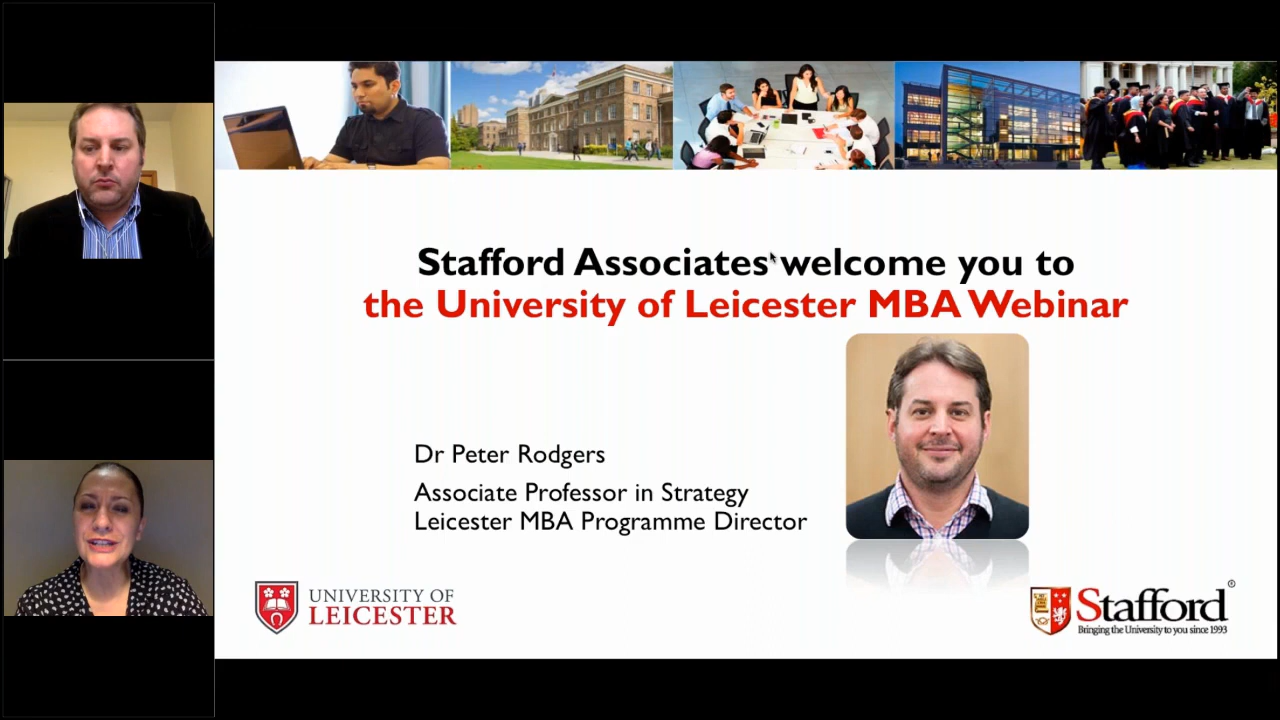 Stafford Associates welcome you to
the University of Leicester MBA Webinar
Dr Peter Rodgers
Associate Professor in Strategy
Leicester MBA Programme Director
UNIVERSITY OF
LEICESTER
Stafford®
Bringing the University to you since 1993